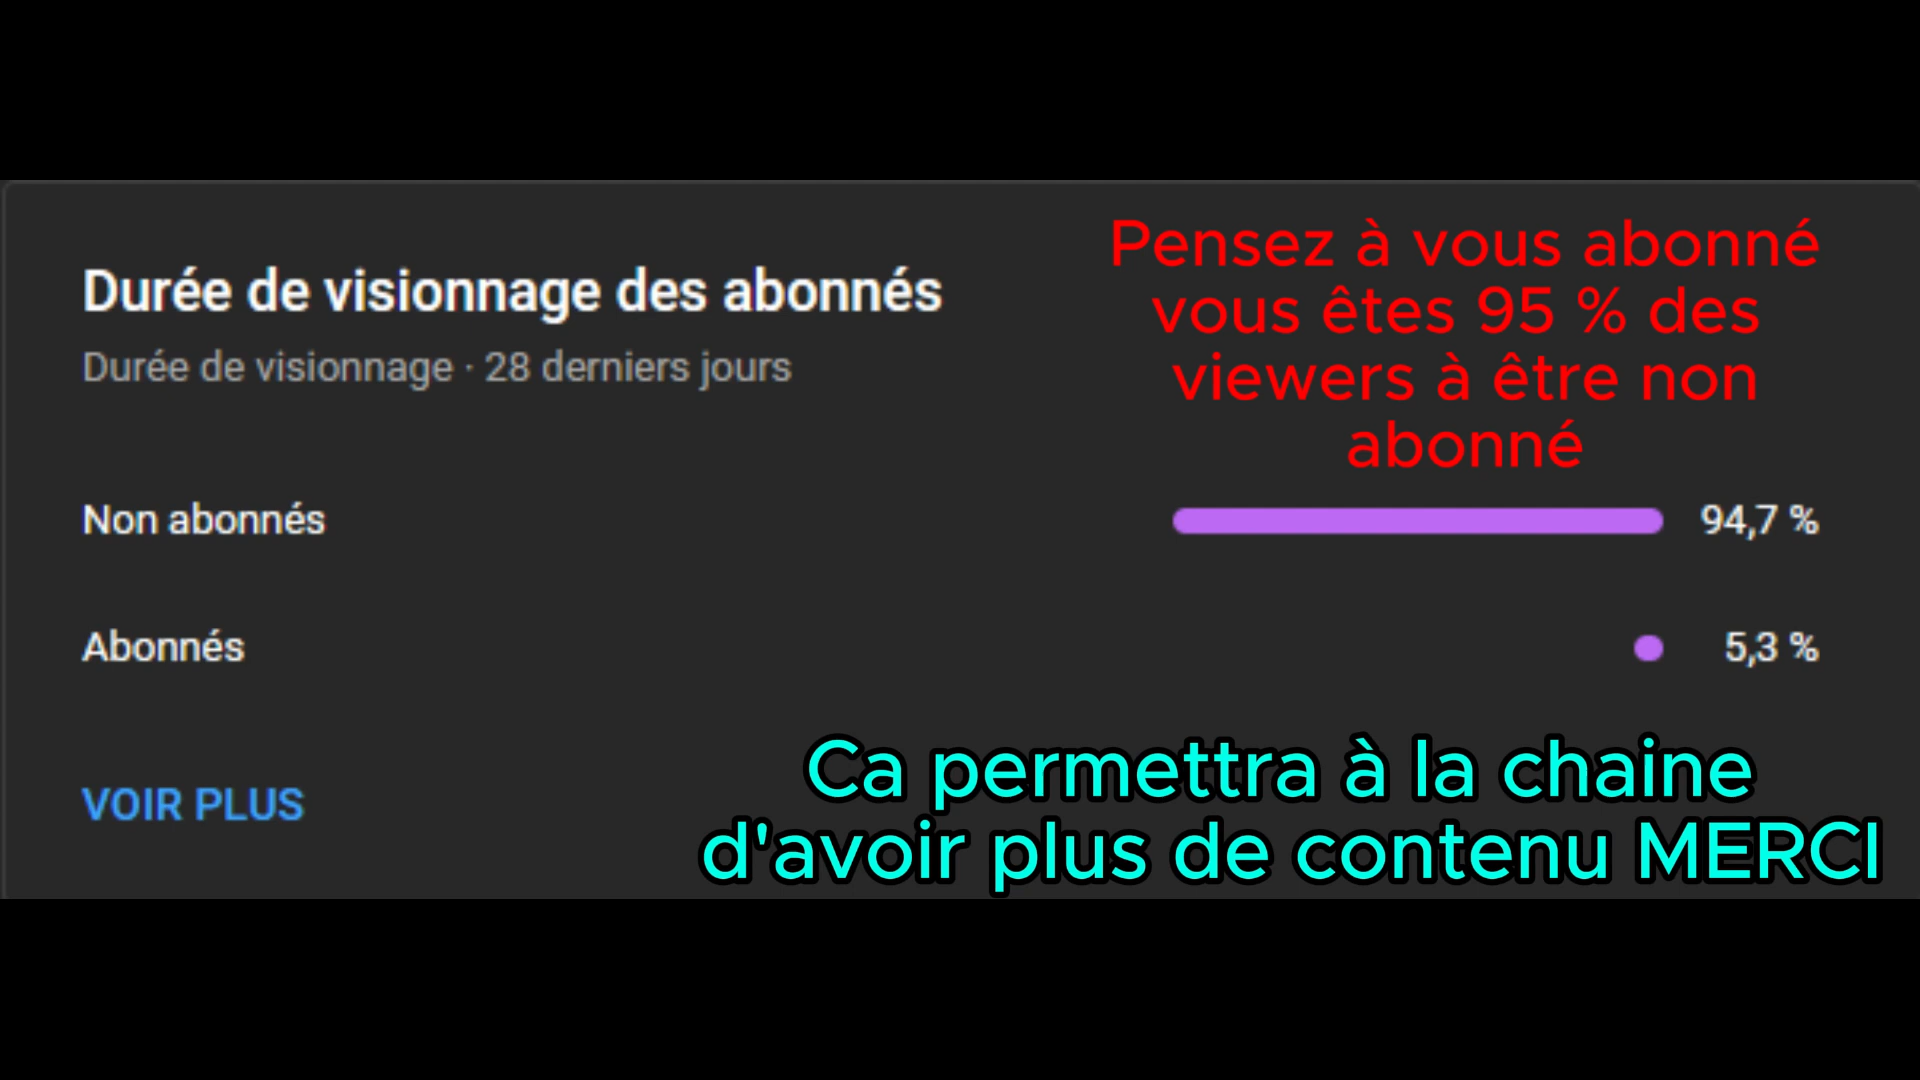 Pensez à vous abonné
vous êtes 95 % des
viewers à être non
abonné
Durée de visionnage des abonnés
Durée de visionnage · 28 derniers jours
Non abonnés 94,7 %
Abonnés 5,3 %
VOIR PLUS
Ca permettra à la chaine
d'avoir plus de contenu MERCI